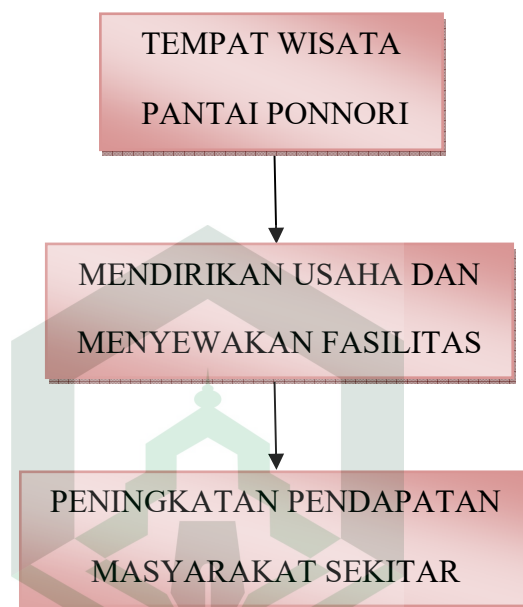 TEMPAT WISATA
PANTAI PONNORI
MENDIRIKAN USAHA DAN
MENYEWAKAN FASILITAS
PENINGKATAN PENDAPATAN
MASYARAKAT SEKITAR